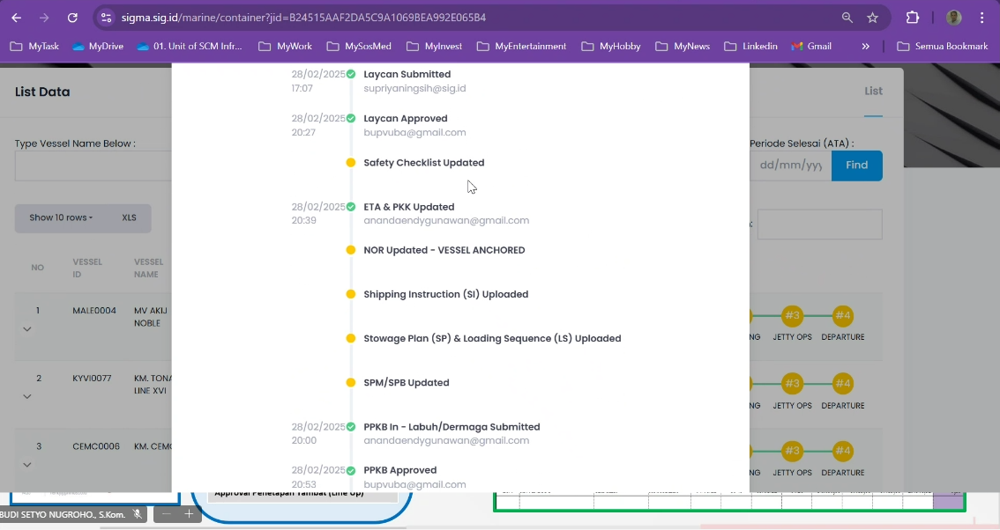 sigma.sig.id/marine/container?jid=B24515AAF2DA5C9A1069BEA992E065B4
MyTask
MyDrive
01. Unit of SCM Infr...
MyWork
MySosMed
MyInvest
MyEntertainment
MyHobby
MyNews
Linkedin
Gmail
»
Semua Bookmark
List Data
List
Type Vessel Name Below :
Periode Selesai (ATA) :
dd/mm/yyy
Find
Show 10 rows
XLS
NO
VESSEL ID
VESSEL NAME
1
MALE0004
MV AKIJ NOBLE
#3
#4
NG
JETTY OPS
DEPARTURE
2
KYVI0077
KM. TONA
LINE XVI
#3
#4
NG
JETTY OPS
DEPARTURE
3
CEMC0006
KM. CEMC
#3
#4
NG
JETTY OPS
DEPARTURE
28/02/2025 17:07
Laycan Submitted
supriyaningsih@sig.id
28/02/2025 20:27
Laycan Approved
bupvuba@gmail.com
Safety Checklist Updated
28/02/2025 20:39
ETA & PKK Updated
anandaendygunawan@gmail.com
NOR Updated - VESSEL ANCHORED
Shipping Instruction (SI) Uploaded
Stowage Plan (SP) & Loading Sequence (LS) Uploaded
SPM/SPB Updated
28/02/2025 20:00
PPKB In - Labuh/Dermaga Submitted
anandaendygunawan@gmail.com
28/02/2025 20:53
PPKB Approved
bupvuba@gmail.com
Approval Penetapan Tambat (Line Up)
BUDI SETYO NUGROHO., S.Kom.